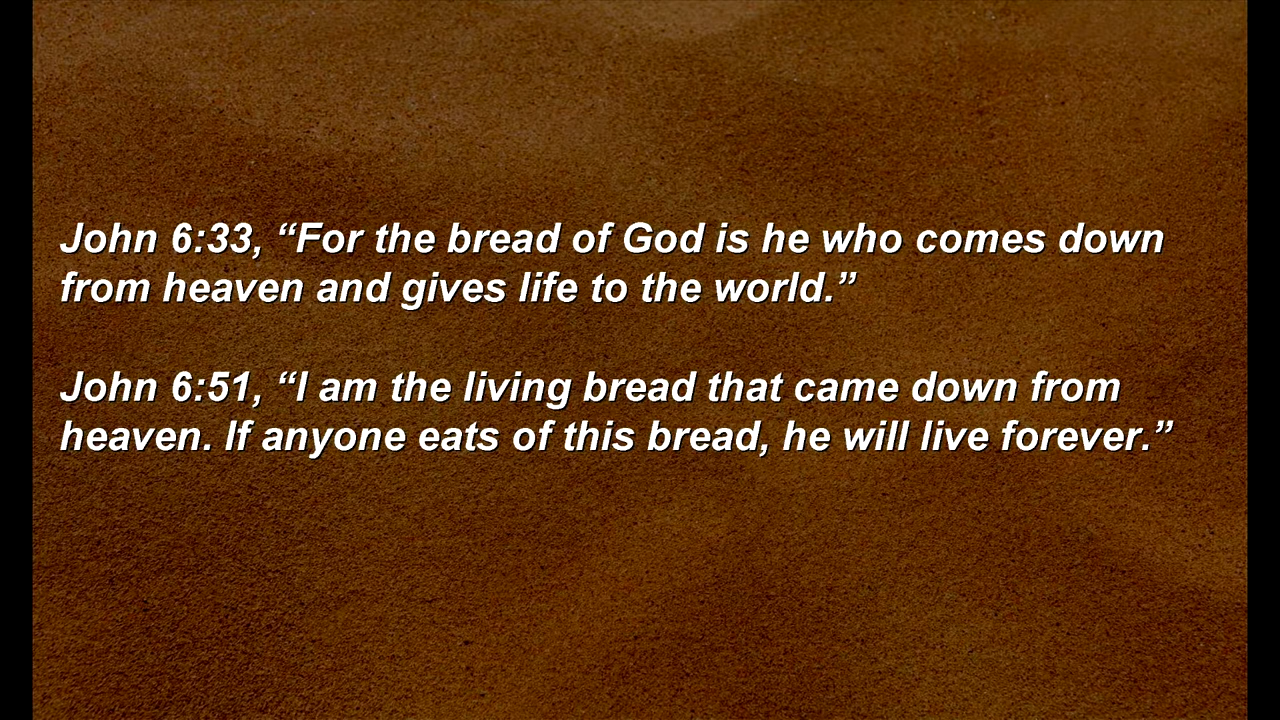 John 6:33, “For the bread of God is he who comes down
from heaven and gives life to the world.”
John 6:51, “I am the living bread that came down from
heaven. If anyone eats of this bread, he will live forever.”